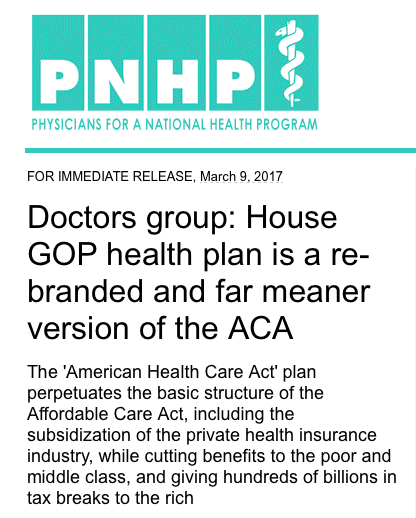 PNHP
PHYSICIANS FOR A NATIONAL HEALTH PROGRAM
FOR IMMEDIATE RELEASE, March 9, 2017
Doctors group: House
GOP health plan is a re-
branded and far meaner
version of the ACA
The 'American Health Care Act' plan
perpetuates the basic structure of the
Affordable Care Act, including the
subsidization of the private health insurance
industry, while cutting benefits to the poor and
middle class, and giving hundreds of billions in
tax breaks to the rich